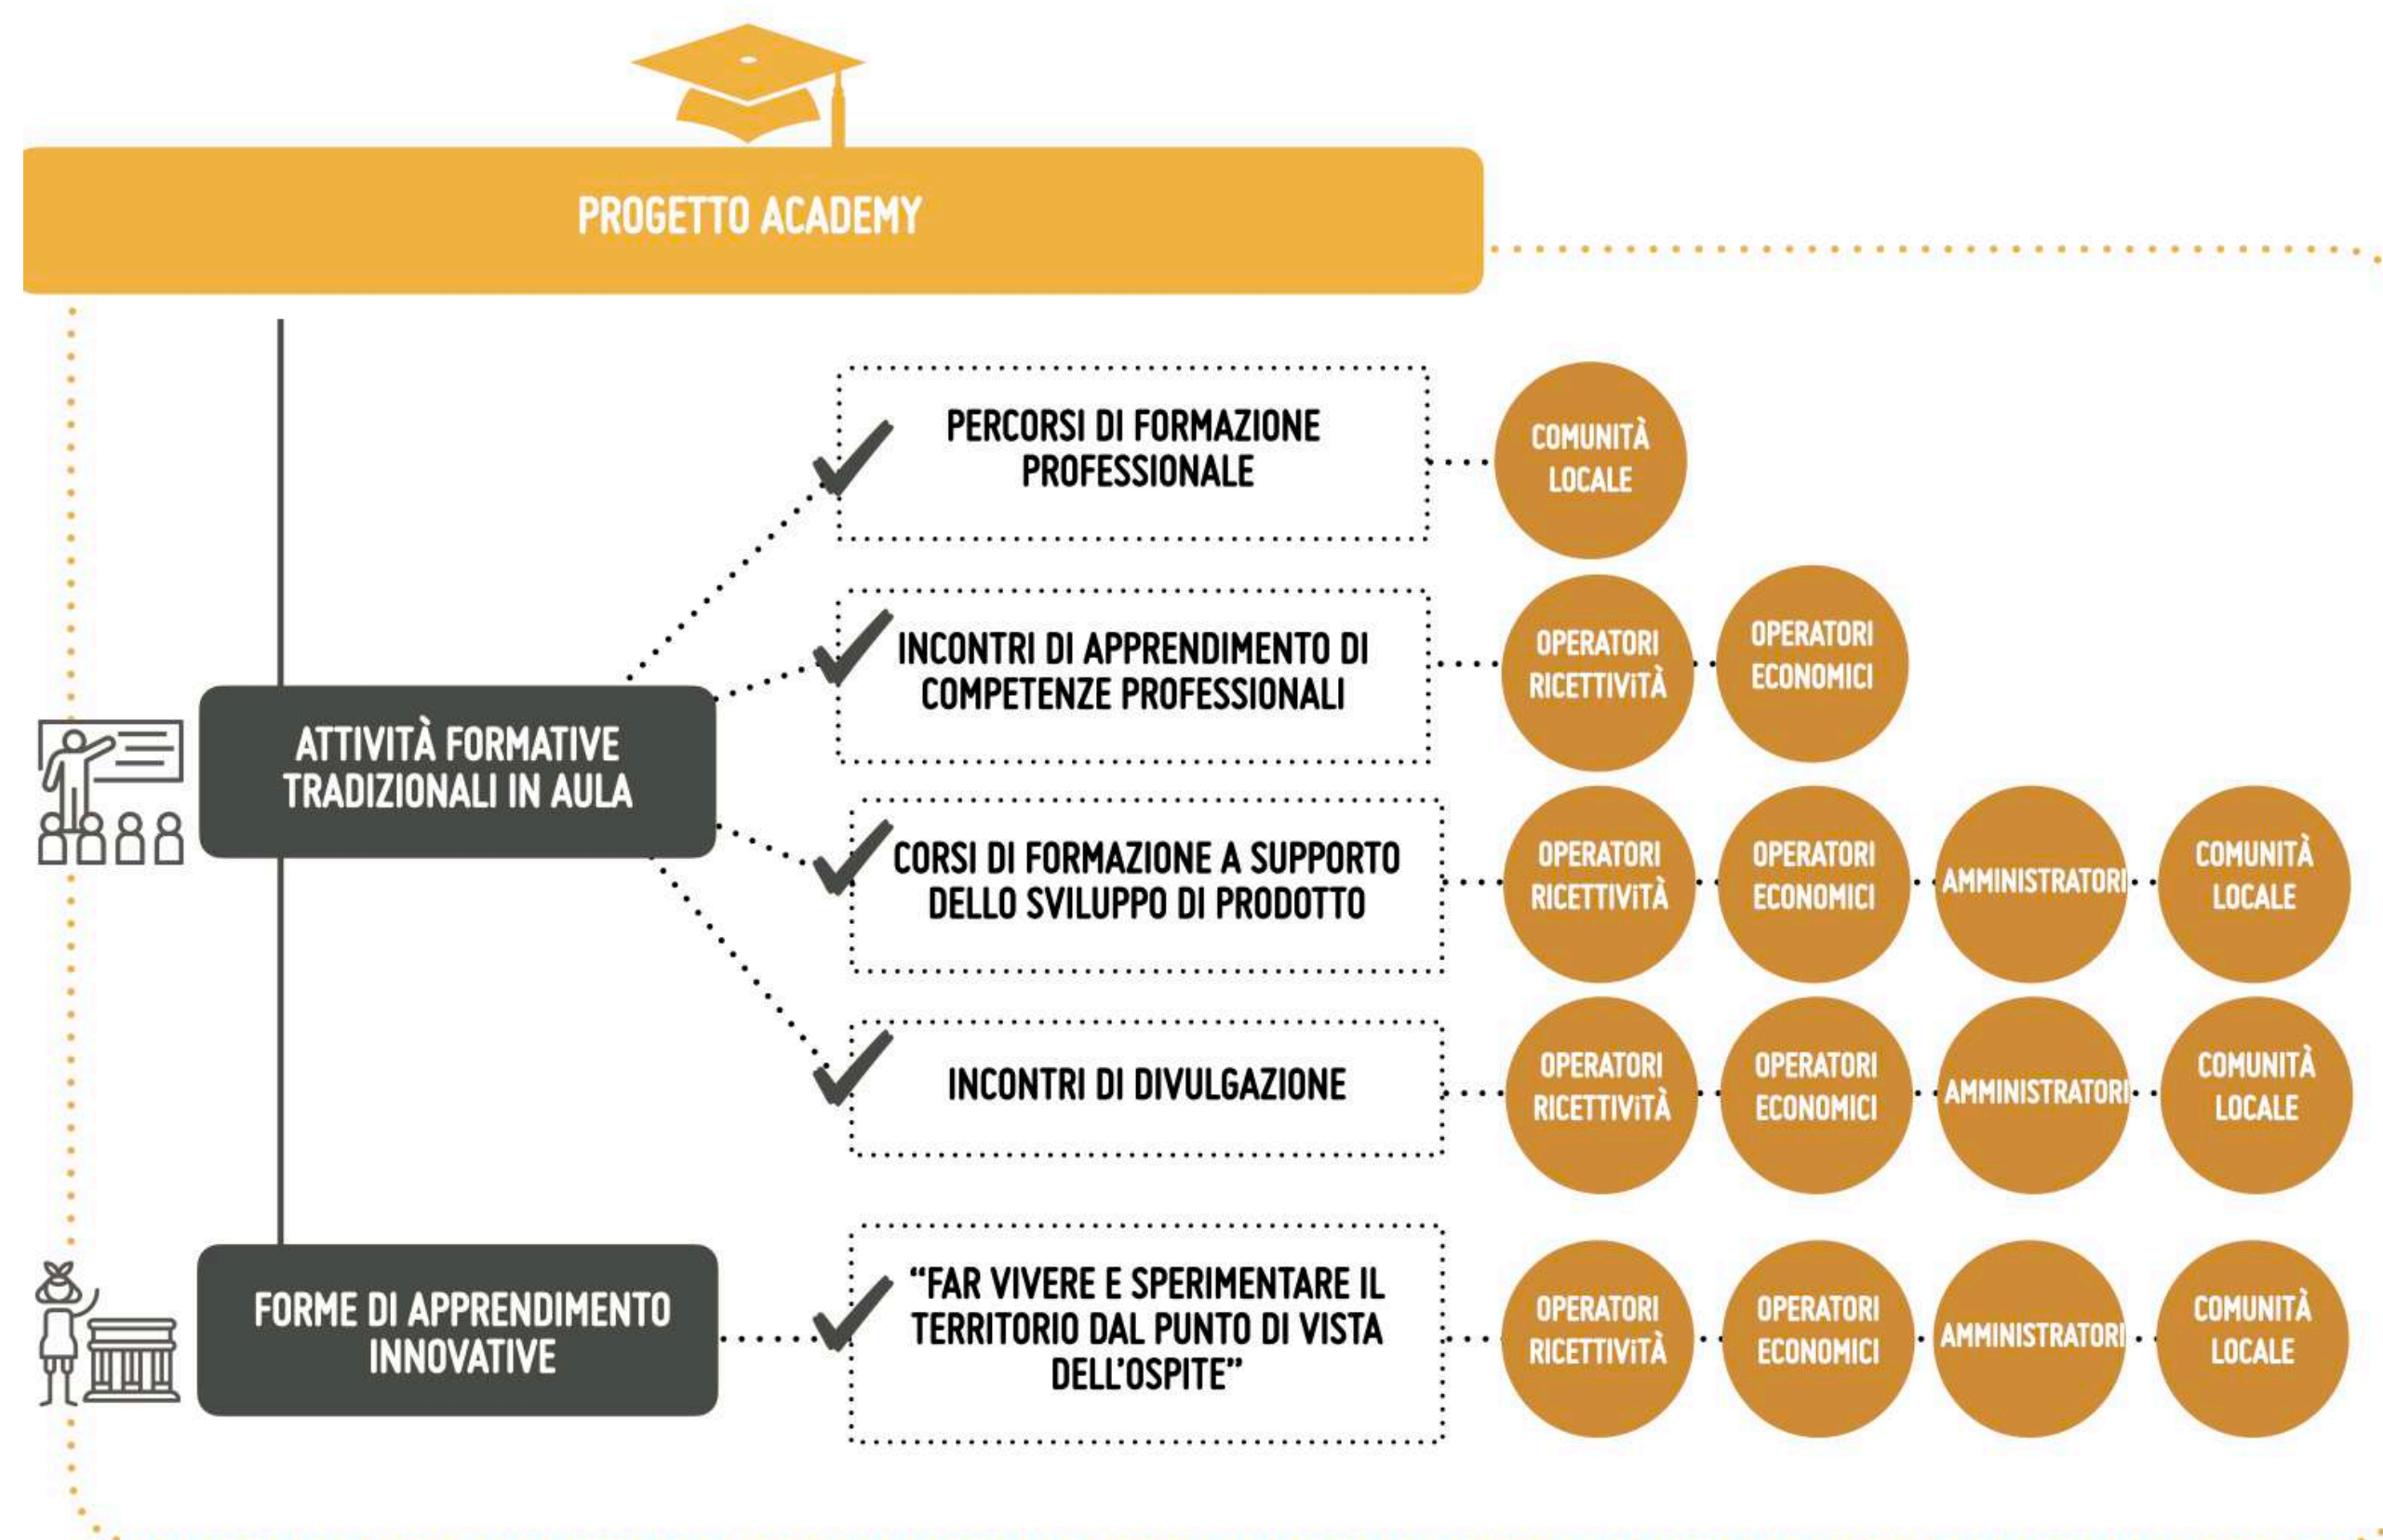 PROGETTO ACADEMY
PERCORSI DI FORMAZIONE
PROFESSIONALE
COMUNITÀ
LOCALE
INCONTRI DI APPRENDIMENTO DI
COMPETENZE PROFESSIONALI
OPERATORI
RICETTIViTÀ
OPERATORI
ECONOMICI
ATTIVITÀ FORMATIVE
TRADIZIONALI IN AULA
CORSI DI FORMAZIONE A SUPPORTO
DELLO SVILUPPO DI PRODOTTO
OPERATORI
RICETTIViTÀ
OPERATORI
ECONOMICI
AMMINISTRATORI
COMUNITÀ
LOCALE
INCONTRI DI DIVULGAZIONE
OPERATORI
RICETTIViTÀ
OPERATORI
ECONOMICI
AMMINISTRATORI
COMUNITÀ
LOCALE
FORME DI APPRENDIMENTO
INNOVATIVE
“FAR VIVERE E SPERIMENTARE IL
TERRITORIO DAL PUNTO DI VISTA
DELL’OSPITE”
OPERATORI
RICETTIViTÀ
OPERATORI
ECONOMICI
AMMINISTRATORI
COMUNITÀ
LOCALE